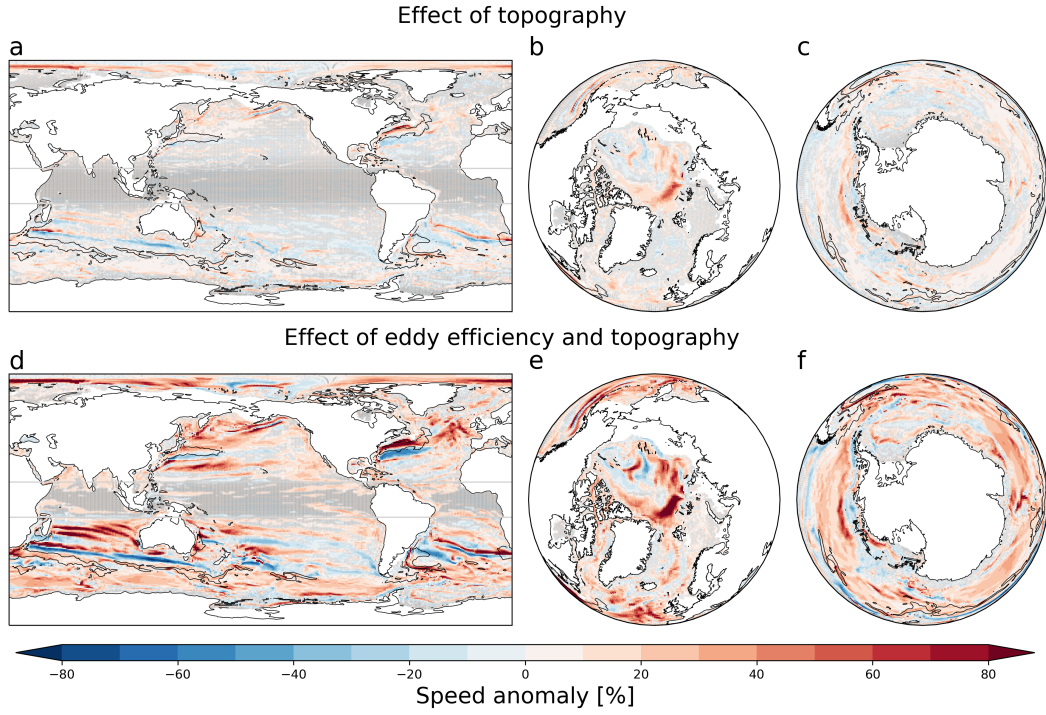 Effect of topography
a
b
c
Effect of eddy efficiency and topography
d
e
f
−80 −60 −40 −20 0 20 40 60 80
Speed anomaly [%]